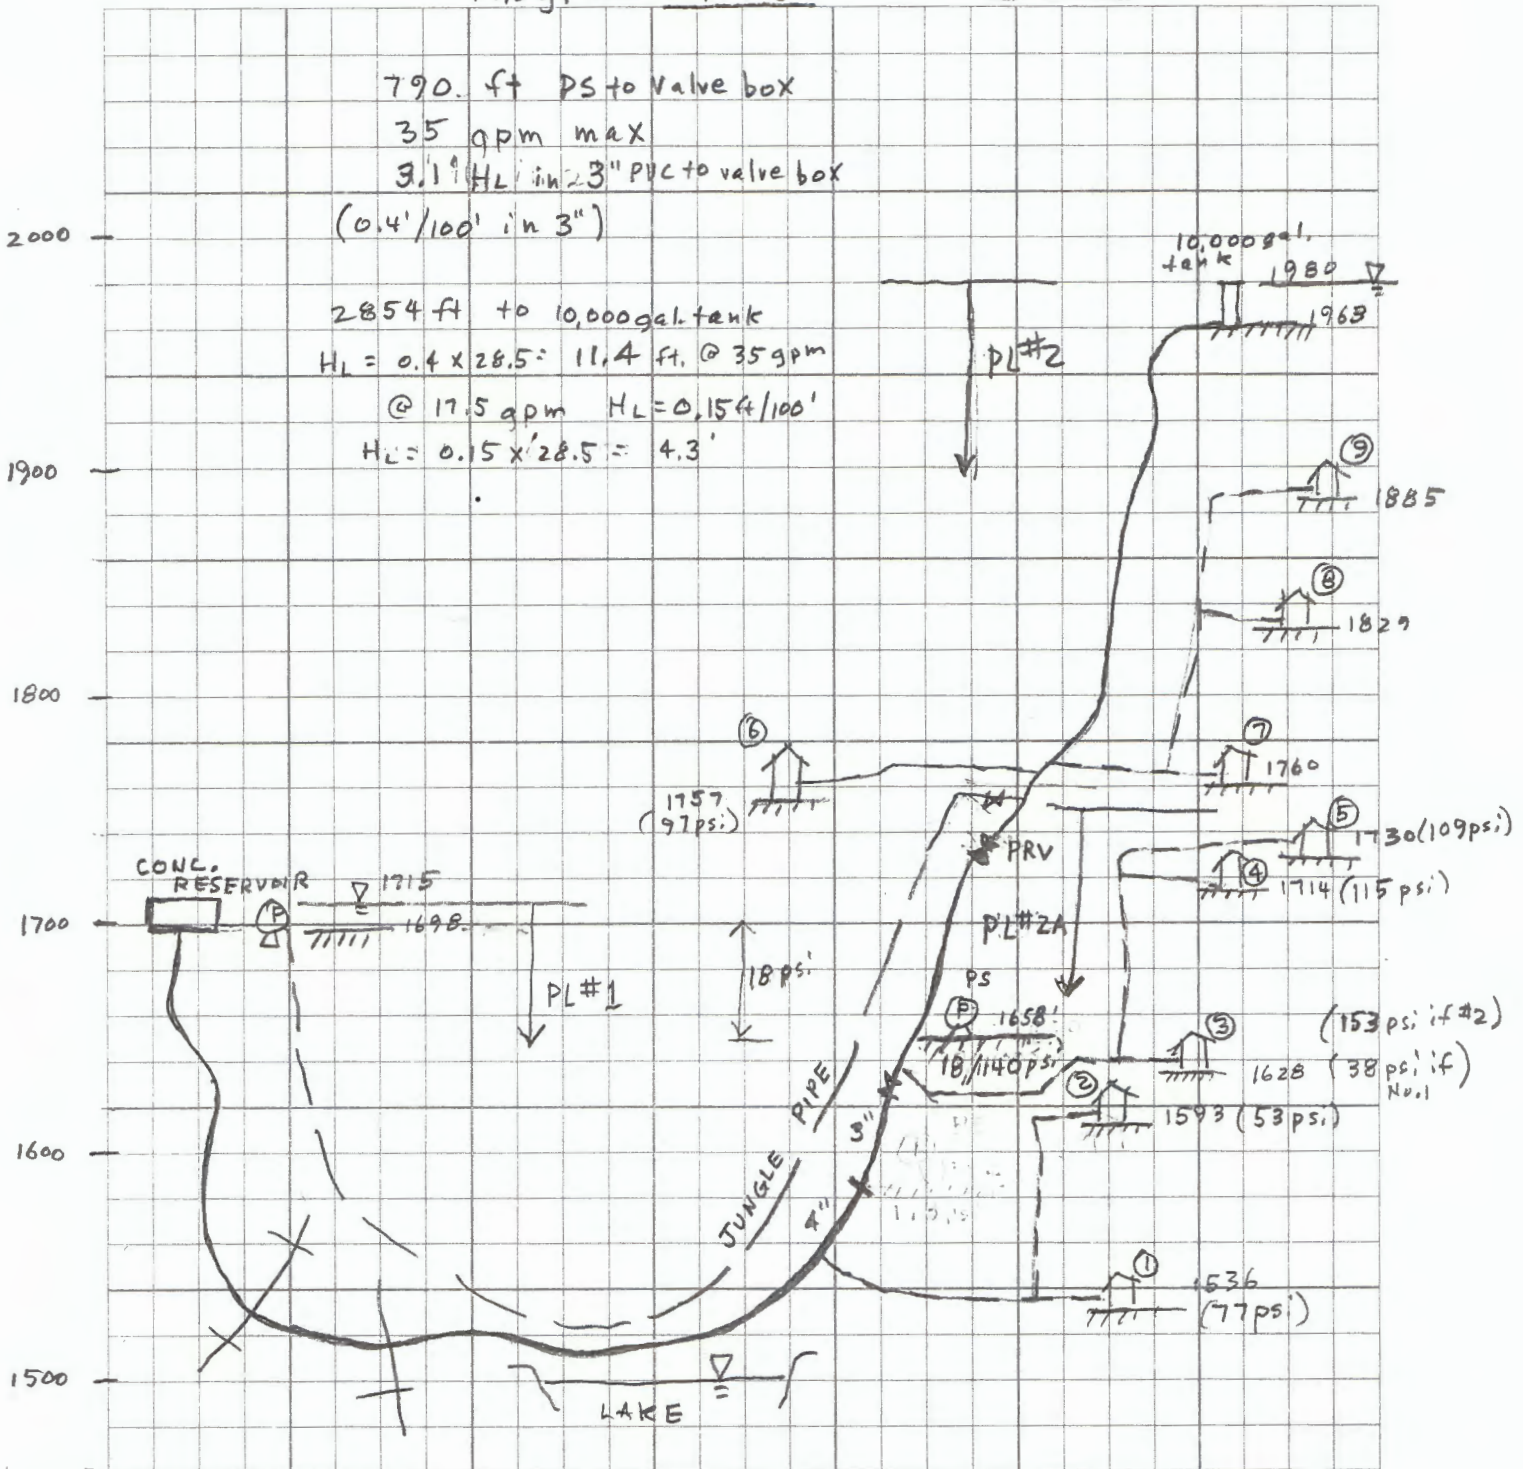 790. ft PS to Valve box
35 gpm max
3.1' HL in 3" PVC to valve box
(0.4'/100' in 3")
2000
10,000 gal.
tank
1980
1963
2854 ft to 10,000 gal. tank
HL = 0.4 x 28.5 = 11.4 ft. @ 35 gpm
@ 17.5 gpm HL = 0.15 ft/100'
HL = 0.15 x 28.5 = 4.3'
PL #2
1900
9
1885
8
1829
1800
6
7
1760
1757
(97psi)
5
1730 (109psi)
PRV
4
1714 (115 psi)
CONC.
RESERVOIR
1715
P
1698
1700
PL #2A
18 psi
PL #1
PS
P
1658'
18/140psi
3
(153 psi if #2)
1628 (38 psi if)
No.1
2
1593 (53 psi)
JUNGLE PIPE
3"
4"
1600
1
1536
(77psi)
1500
LAKE